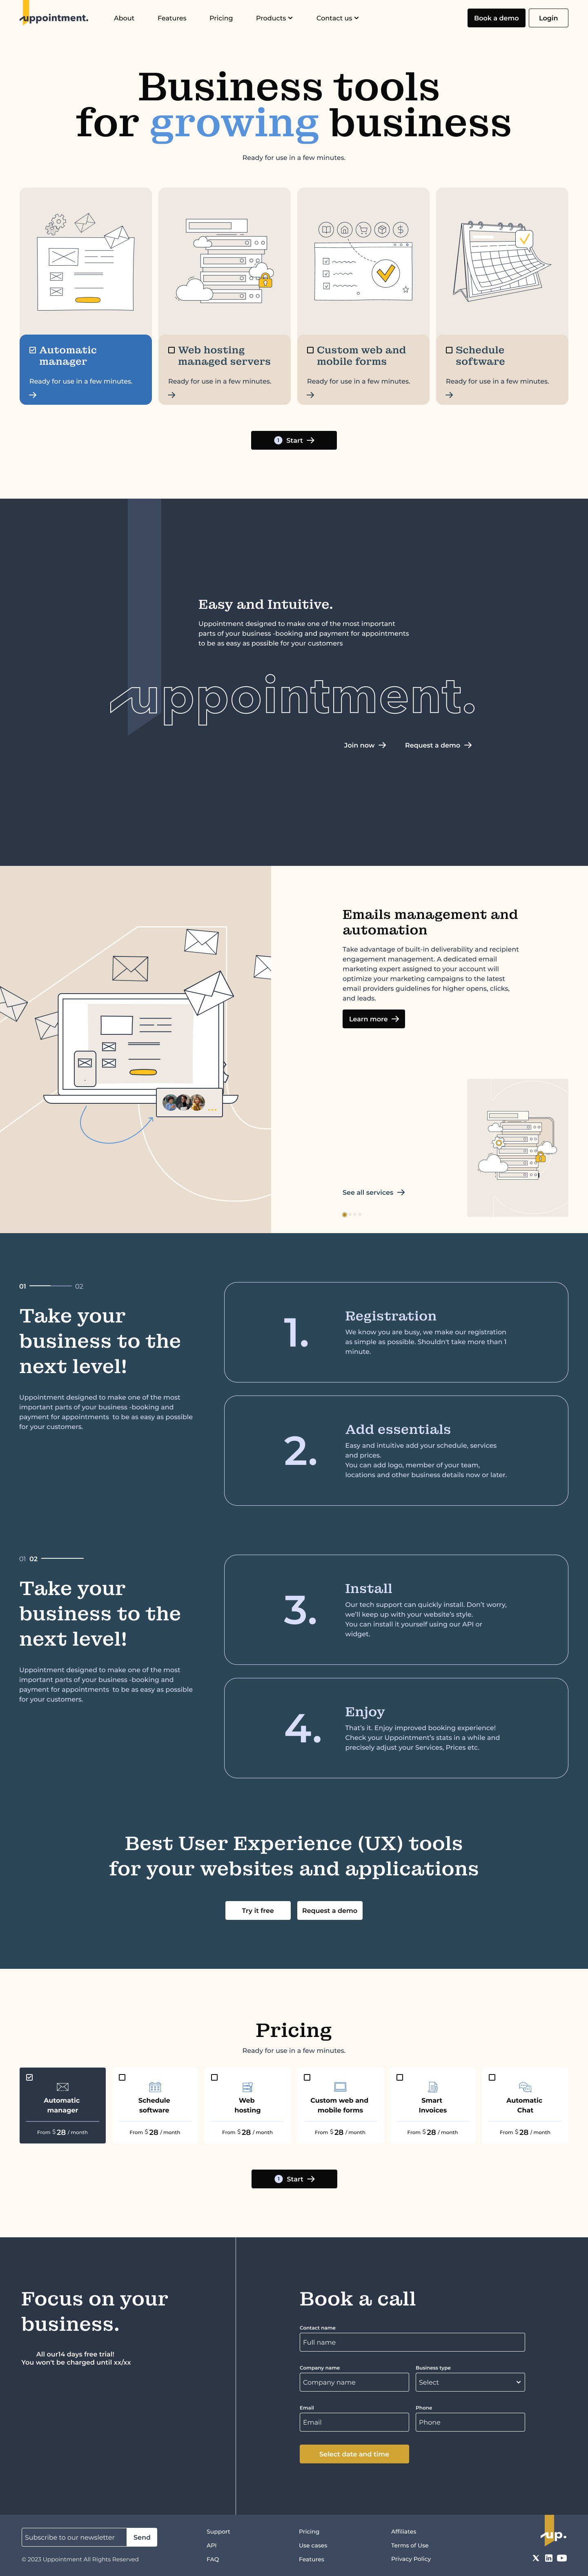 uppointment.
About
Features
Pricing
Products
Contact us
Book a demo
Login
Business tools
for growing business
Ready for use in a few minutes.
Automatic
manager
Ready for use in a few minutes.
Web hosting
managed servers
Ready for use in a few minutes.
Custom web and
mobile forms
Ready for use in a few minutes.
Schedule
software
Ready for use in a few minutes.
1 Start
Easy and Intuitive.
Uppointment designed to make one of the most important
parts of your business -booking and payment for appointments
to be as easy as possible for your customers
uppointment.
Join now
Request a demo
Emails management and
automation
Take advantage of built-in deliverability and recipient
engagement management. A dedicated email
marketing expert assigned to your account will
optimize your marketing campaigns to the latest
email providers guidelines for higher opens, clicks,
and leads.
Learn more
See all services
01 02
Take your
business to the
next level!
Uppointment designed to make one of the most
important parts of your business -booking and
payment for appointments to be as easy as possible
for your customers.
1.
Registration
We know you are busy, we make our registration
as simple as possible. Shouldn't take more than 1
minute.
2.
Add essentials
Easy and intuitive add your schedule, services
and prices.
You can add logo, member of your team,
locations and other business details now or later.
01 02
Take your
business to the
next level!
Uppointment designed to make one of the most
important parts of your business -booking and
payment for appointments to be as easy as possible
for your customers.
3.
Install
Our tech support can quickly install. Don't worry,
we'll keep up with your website's style.
You can install it yourself using our API or
widget.
4.
Enjoy
That's it. Enjoy improved booking experience!
Check your Uppointment's stats in a while and
precisely adjust your Services, Prices etc.
Best User Experience (UX) tools
for your websites and applications
Try it free
Request a demo
Pricing
Ready for use in a few minutes.
Automatic
manager
From $ 28 / month
Schedule
software
From $ 28 / month
Web
hosting
From $ 28 / month
Custom web and
mobile forms
From $ 28 / month
Smart
Invoices
From $ 28 / month
Automatic
Chat
From $ 28 / month
1 Start
Focus on your
business.
All our14 days free trial!
You won't be charged until xx/xx
Book a call
Contact name
Full name
Company name
Company name
Business type
Select
Email
Email
Phone
Phone
Select date and time
Subscribe to our newsletter
Send
© 2023 Uppointment All Rights Reserved
Support
API
FAQ
Pricing
Use cases
Features
Affiliates
Terms of Use
Privacy Policy
up.